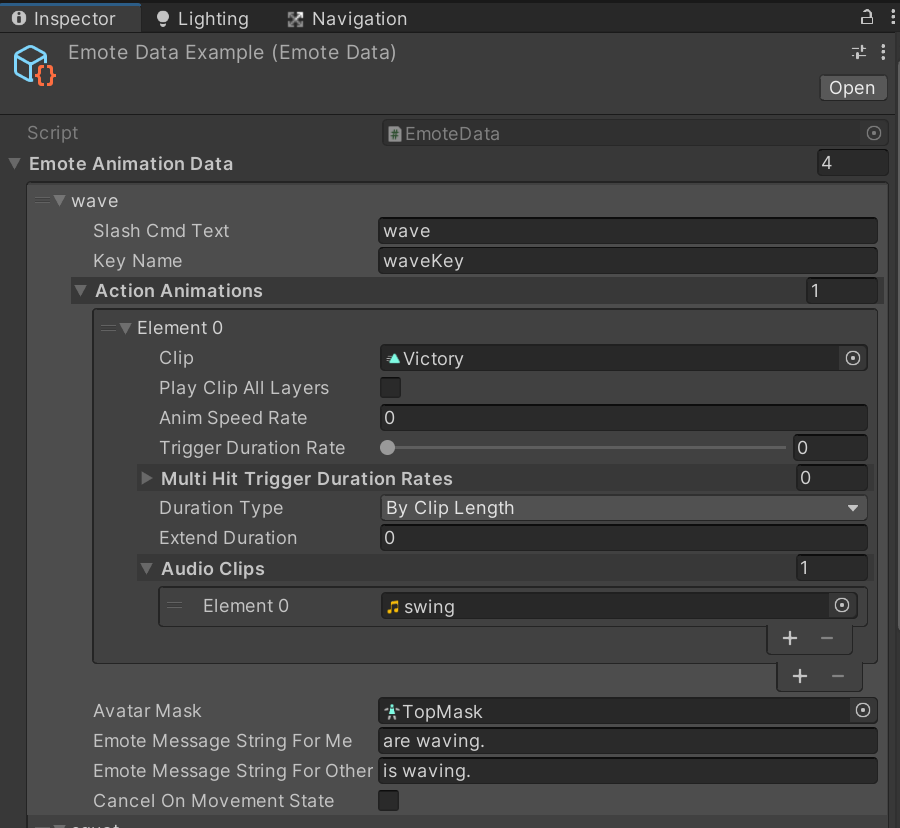 Inspector Lighting Navigation
Emote Data Example (Emote Data)
Open
Script EmoteData
Emote Animation Data 4
wave
Slash Cmd Text wave
Key Name waveKey
Action Animations 1
Element 0
Clip Victory
Play Clip All Layers
Anim Speed Rate 0
Trigger Duration Rate 0
Multi Hit Trigger Duration Rates 0
Duration Type By Clip Length
Extend Duration 0
Audio Clips 1
Element 0 swing
+ −
+ −
Avatar Mask TopMask
Emote Message String For Me are waving.
Emote Message String For Other is waving.
Cancel On Movement State